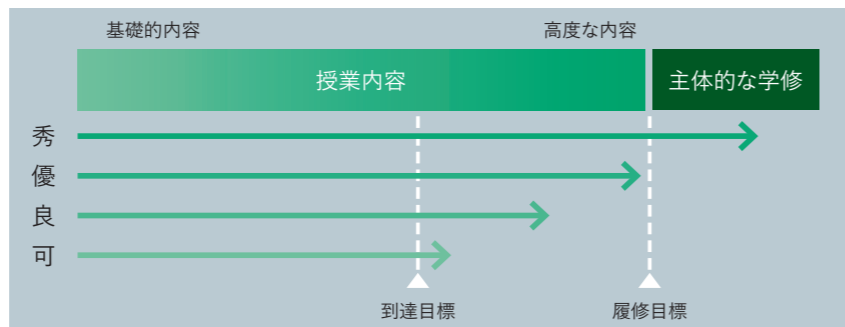 基礎的内容
高度な内容
授業内容
主体的な学修
秀
優
良
可
到達目標
履修目標